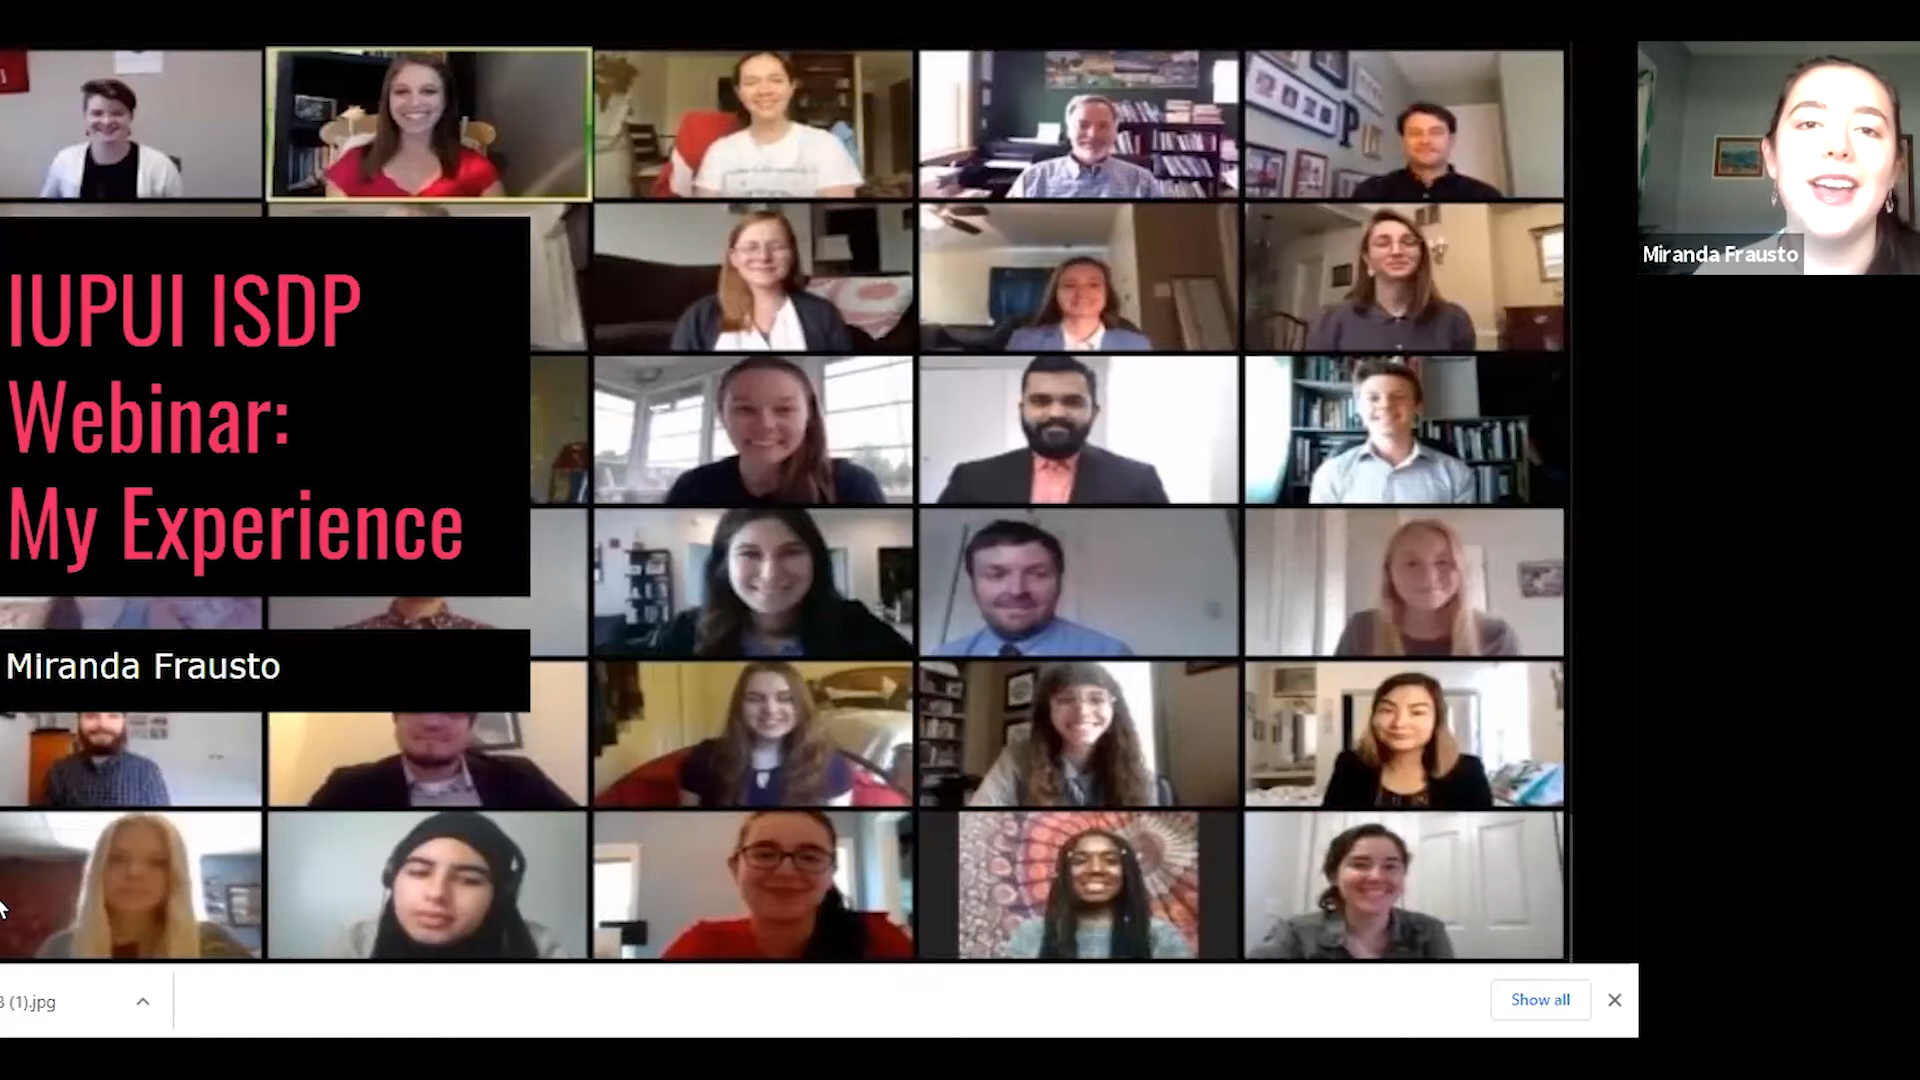 IUPUI ISDP
Webinar:
My Experience
Miranda Frausto
Miranda Frausto
(1).jpg
Show all